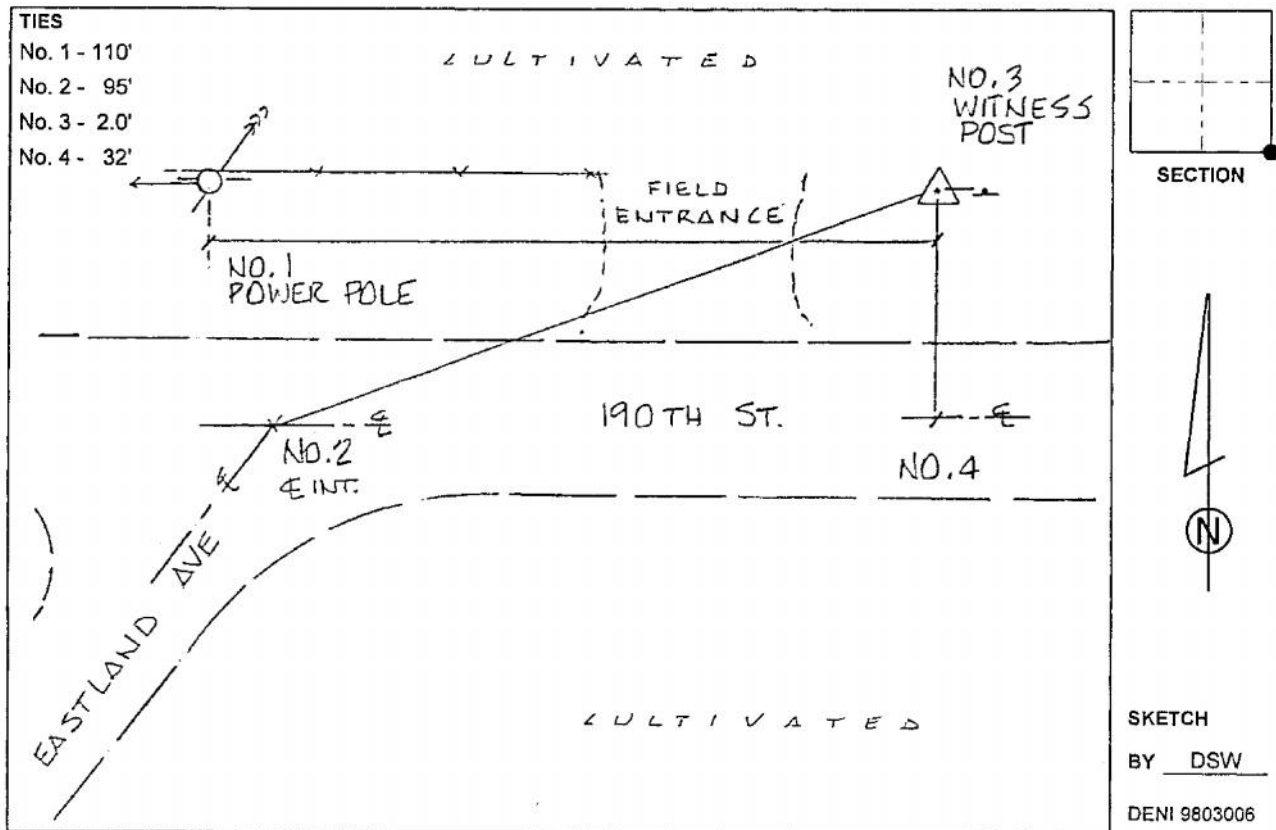 TIES
No. 1 - 110'
No. 2 - 95'
No. 3 - 2.0'
No. 4 - 32'
CULTIVATED
NO. 3
WITNESS
POST
SECTION
FIELD
ENTRANCE
NO. 1
POWER POLE
190TH ST.
℄
℄
NO. 2
℄ INT.
NO. 4
℄
EASTLAND AVE
N
CULTIVATED
SKETCH
BY DSW
DENI 9803006